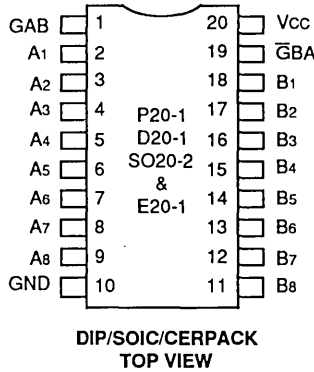 GAB 1 20 Vcc
A1 2 19 G̅BA
A2 3 18 B1
A3 4 17 B2
A4 5 16 B3
A5 6 15 B4
A6 7 14 B5
A7 8 13 B6
A8 9 12 B7
GND 10 11 B8
P20-1
D20-1
SO20-2
&
E20-1
DIP/SOIC/CERPACK
TOP VIEW